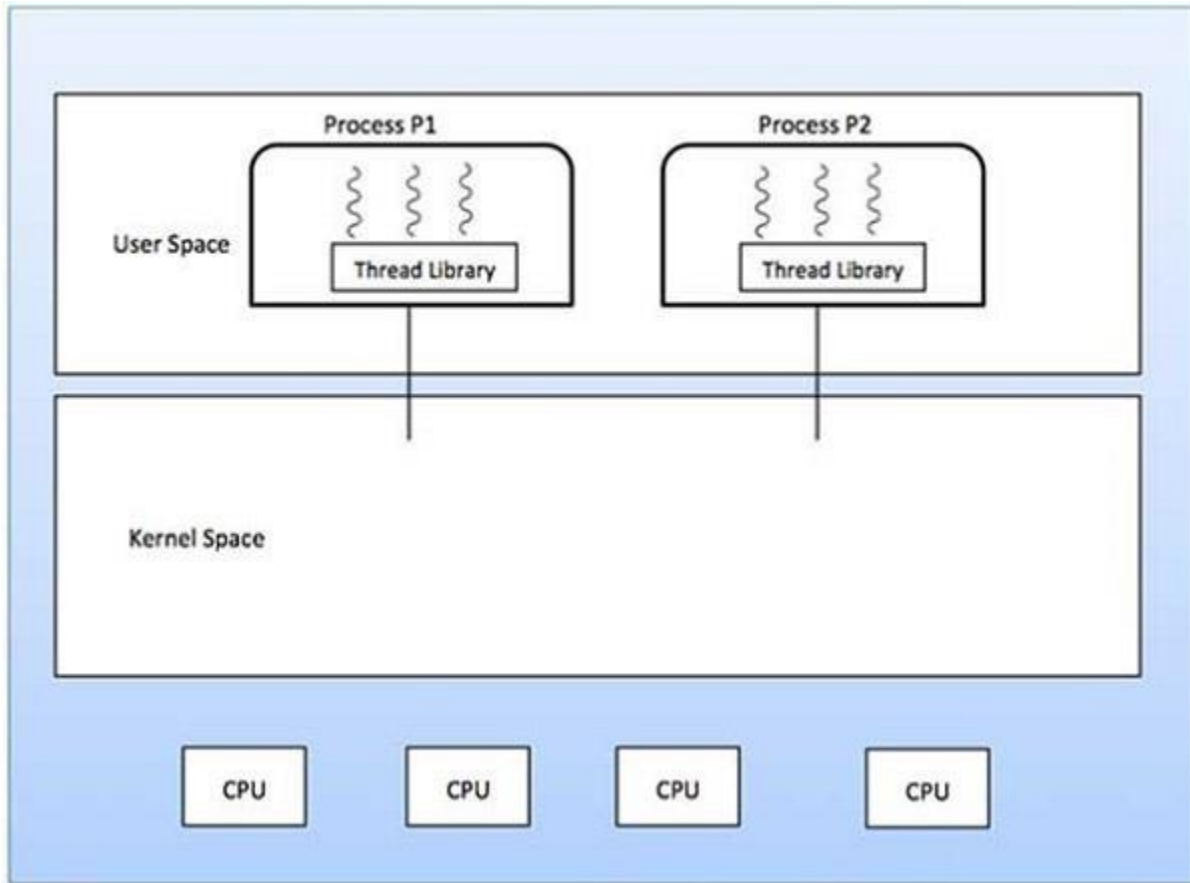 Process P1
Process P2
User Space
Thread Library
Thread Library
Kernel Space
CPU
CPU
CPU
CPU